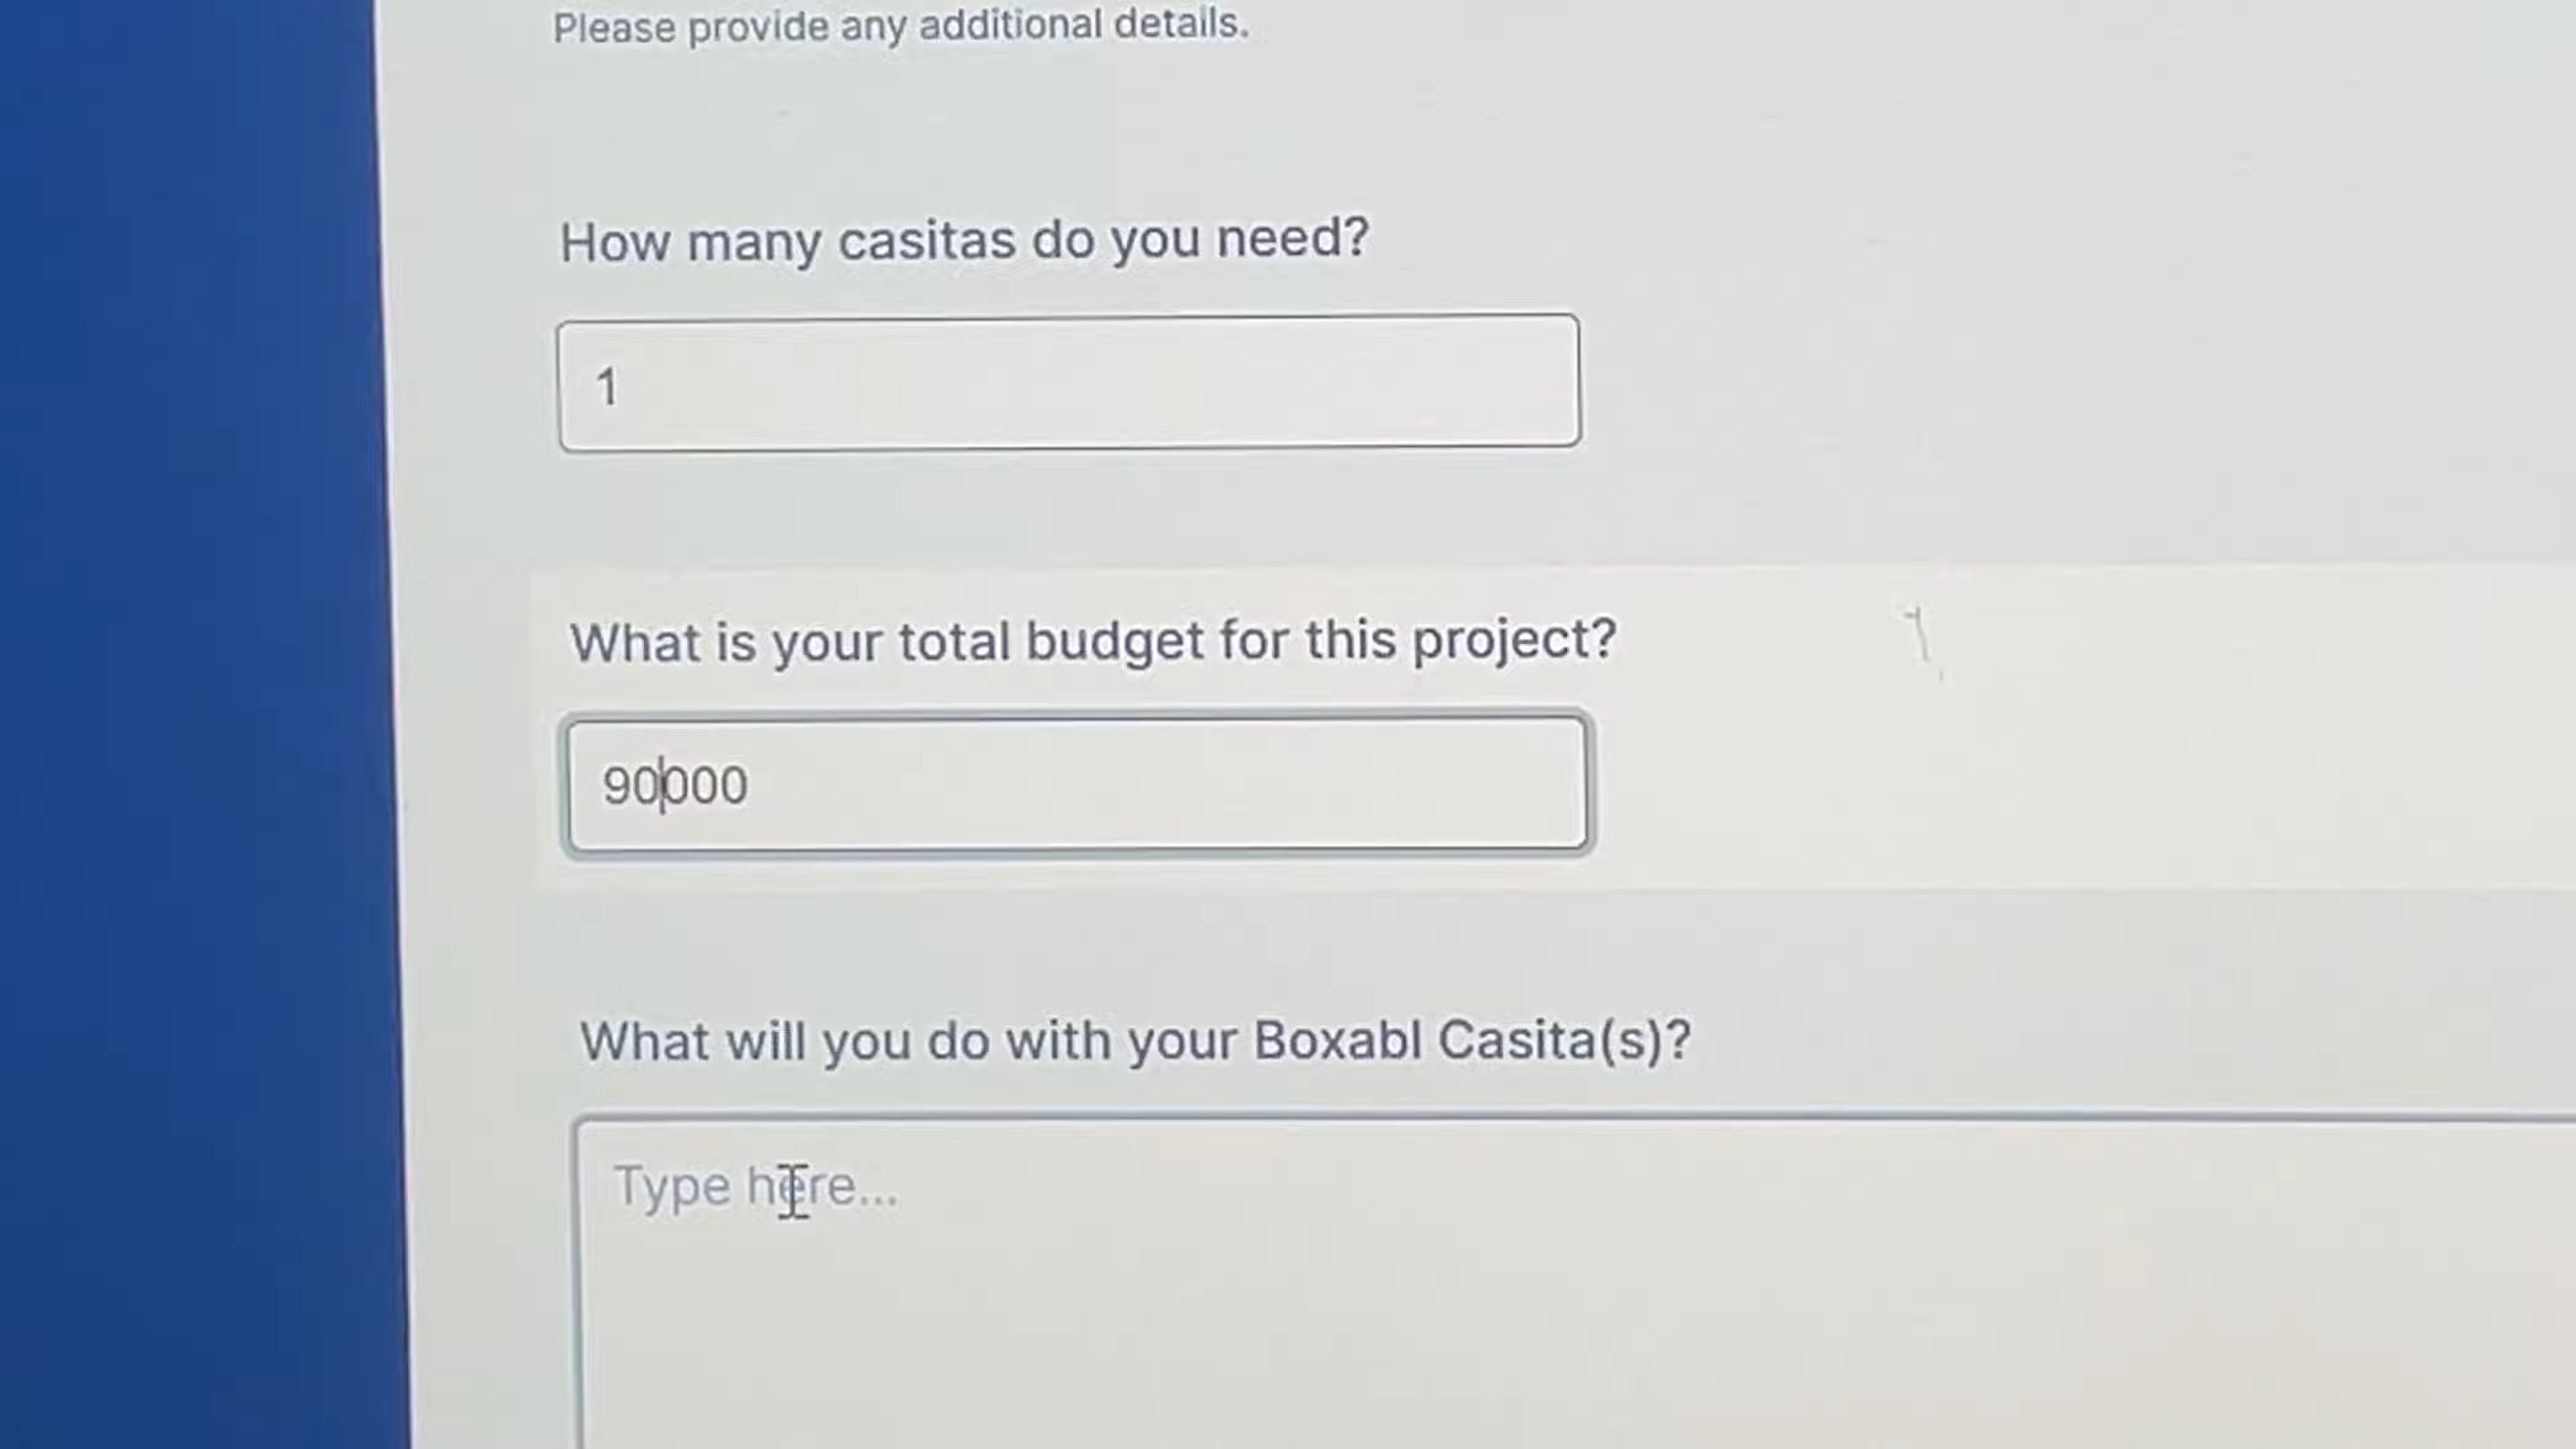 Please provide any additional details.
How many casitas do you need?
1
What is your total budget for this project?
90000
What will you do with your Boxabl Casita(s)?
Type here...